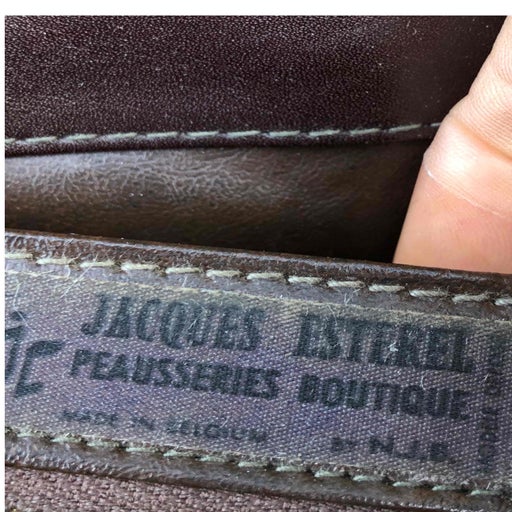 JACQUES ESTEREL
PEAUSSERIES BOUTIQUE
MADE IN BELGIUM BY N.J.B.